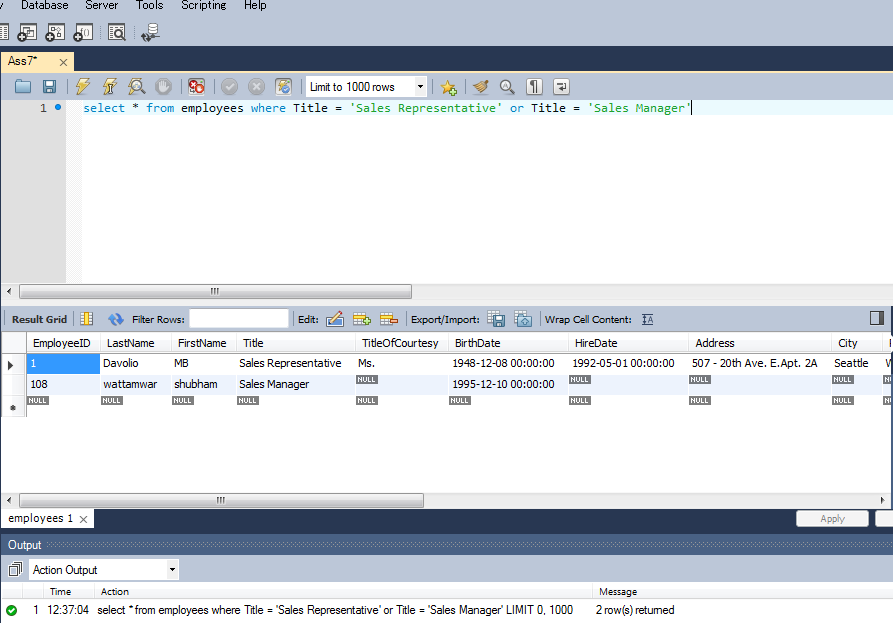 Database Server Tools Scripting Help
Ass7*
Limit to 1000 rows
1 select * from employees where Title = 'Sales Representative' or Title = 'Sales Manager'
Result Grid Filter Rows: Edit: Export/Import: Wrap Cell Content:
EmployeeID LastName FirstName Title TitleOfCourtesy BirthDate HireDate Address City
1 Davolio MB Sales Representative Ms. 1948-12-08 00:00:00 1992-05-01 00:00:00 507 - 20th Ave. E.Apt. 2A Seattle
108 wattamwar shubham Sales Manager NULL 1995-12-10 00:00:00 NULL NULL NULL
NULL NULL NULL NULL NULL NULL NULL NULL NULL
employees 1 Apply
Output
Action Output
Time Action Message
1 12:37:04 select * from employees where Title = 'Sales Representative' or Title = 'Sales Manager' LIMIT 0, 1000 2 row(s) returned